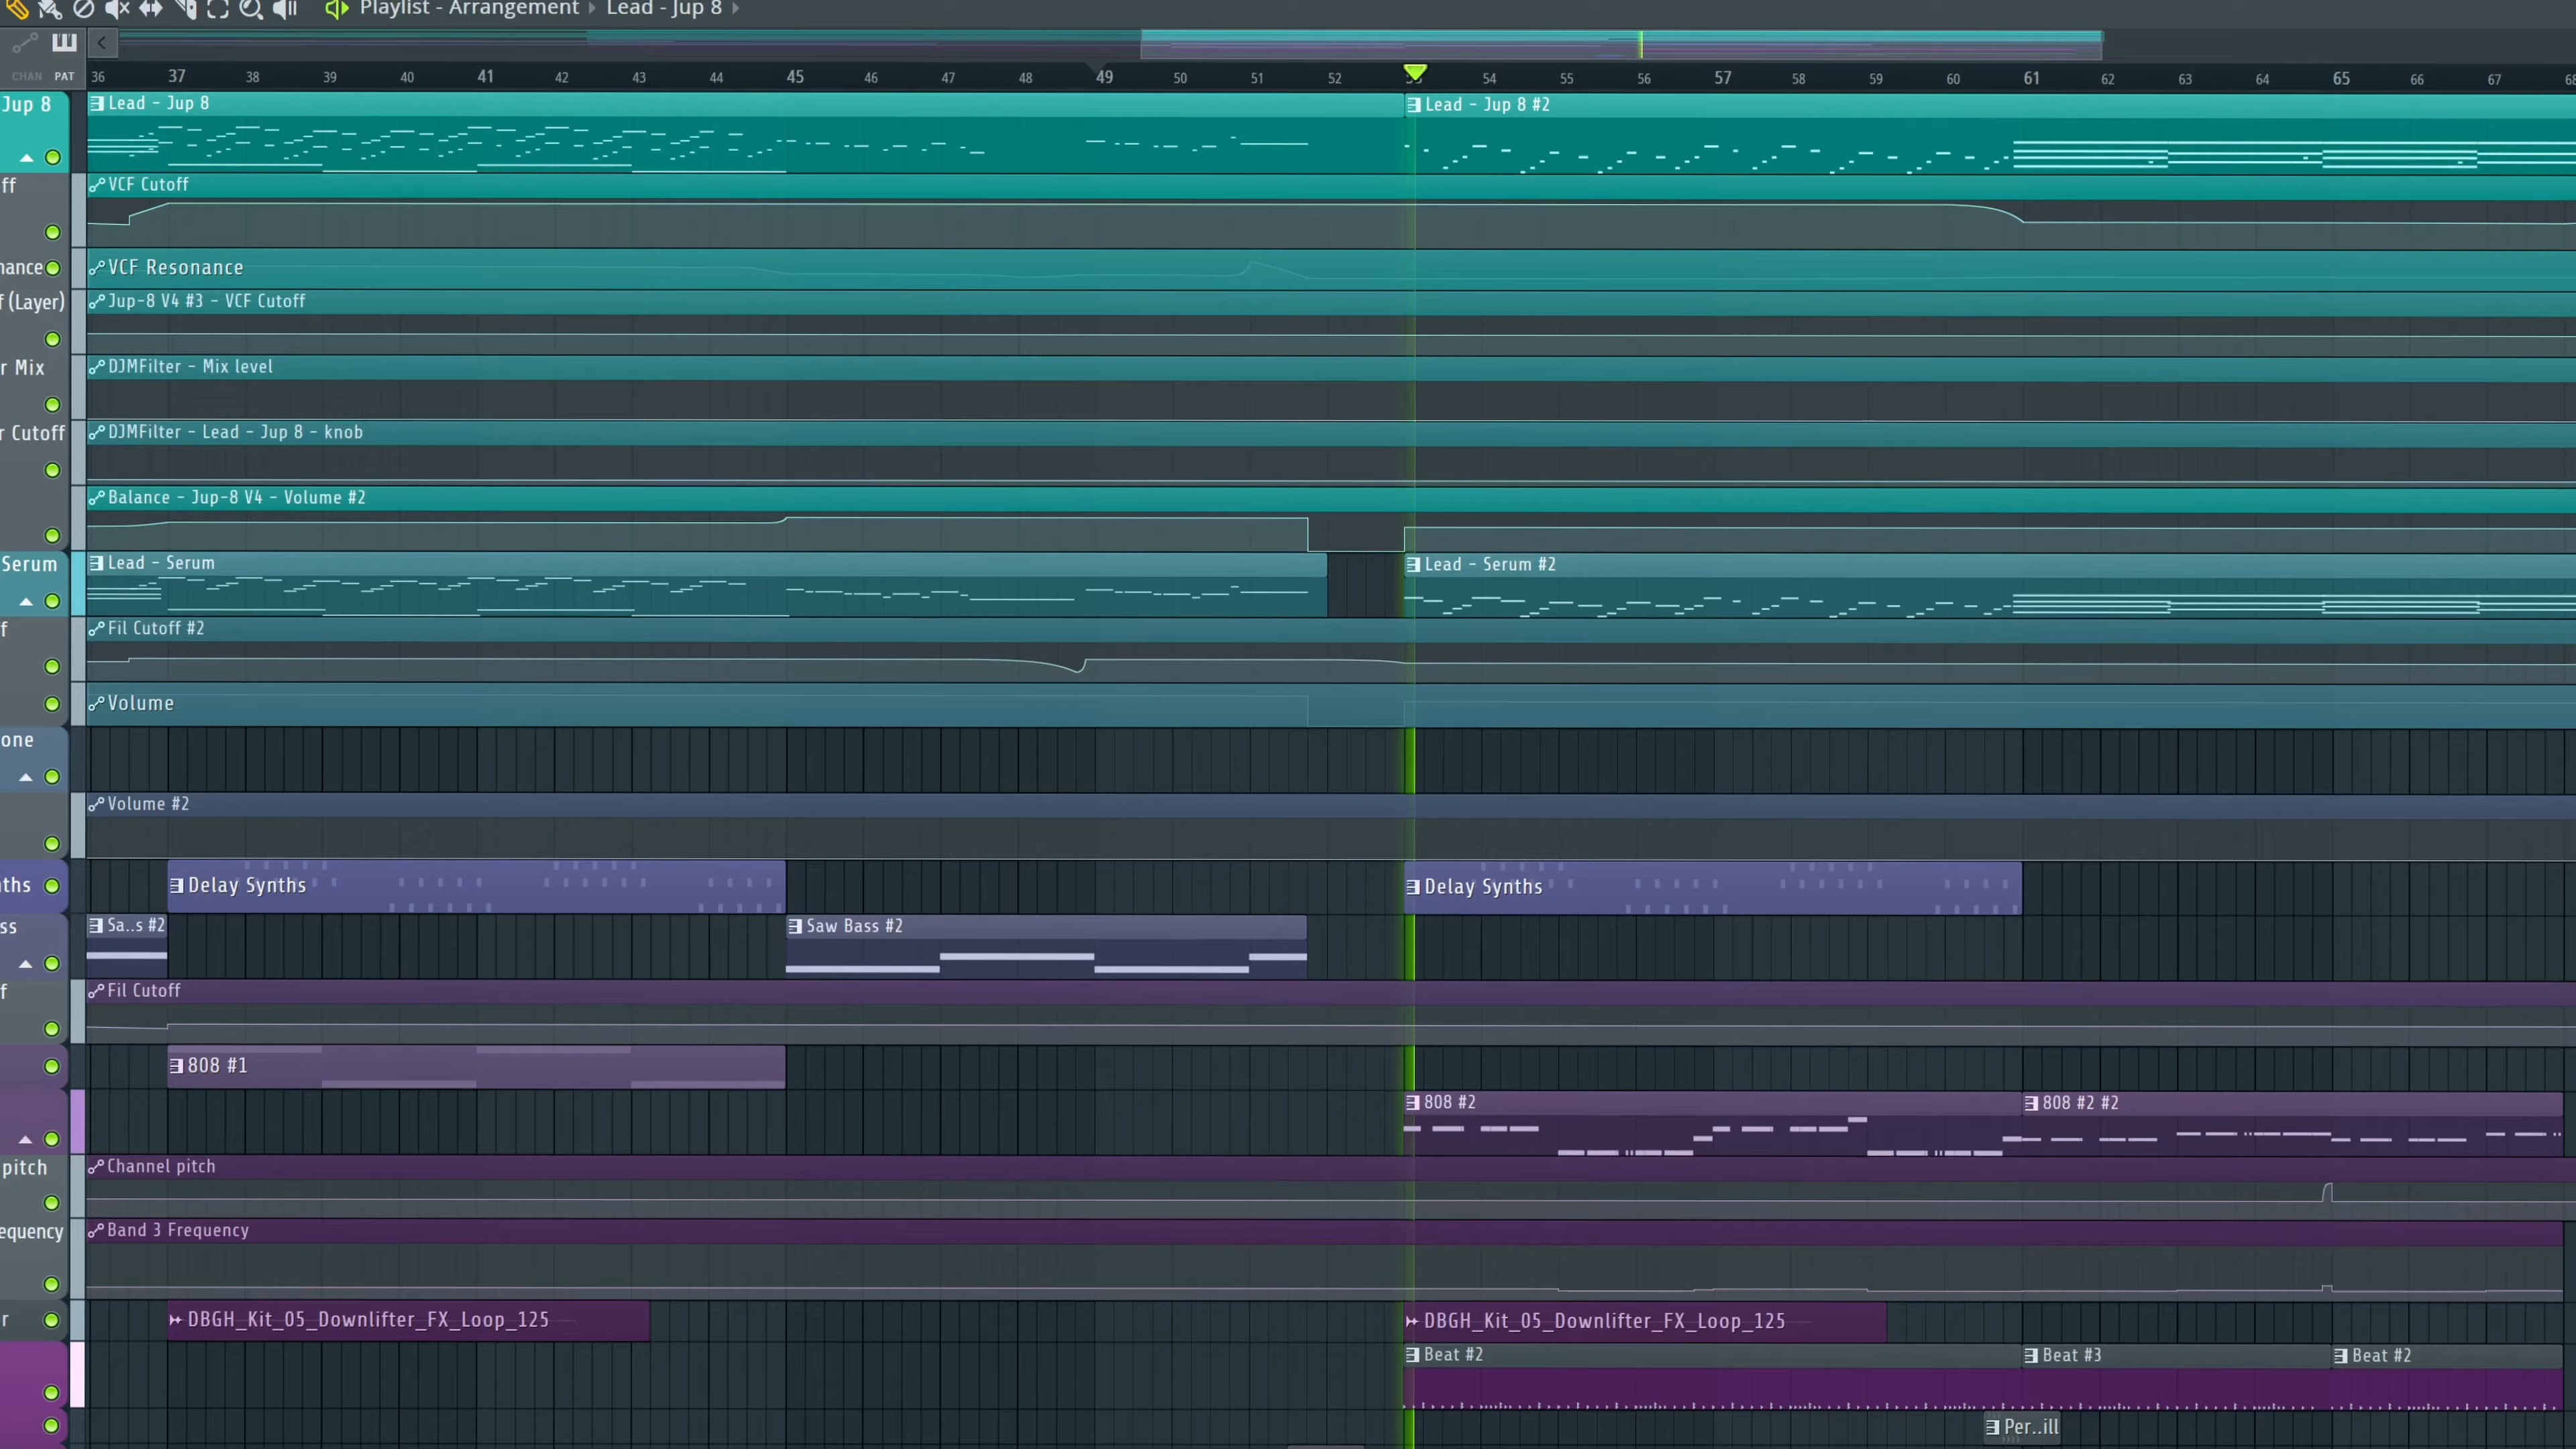 Playlist - Arrangement ▸ Lead - Jup 8 ▸
CHAN PAT
36 37 38 39 40 41 42 43 44 45 46 47 48 49 50 51 52 54 55 56 57 58 59 60 61 62 63 64 65 66 67 68
Jup 8
Lead - Jup 8
Lead - Jup 8 #2
ff
VCF Cutoff
nance
VCF Resonance
f (Layer)
Jup-8 V4 #3 - VCF Cutoff
r Mix
DJMFilter - Mix level
r Cutoff
DJMFilter - Lead - Jup 8 - knob
Balance - Jup-8 V4 - Volume #2
Serum
Lead - Serum
Lead - Serum #2
f
Fil Cutoff #2
Volume
one
Volume #2
ths
Delay Synths
Delay Synths
ss
Sa..s #2
Saw Bass #2
f
Fil Cutoff
808 #1
808 #2
808 #2 #2
pitch
Channel pitch
equency
Band 3 Frequency
r
DBGH_Kit_05_Downlifter_FX_Loop_125
DBGH_Kit_05_Downlifter_FX_Loop_125
Beat #2
Beat #3
Beat #2
Per..ill